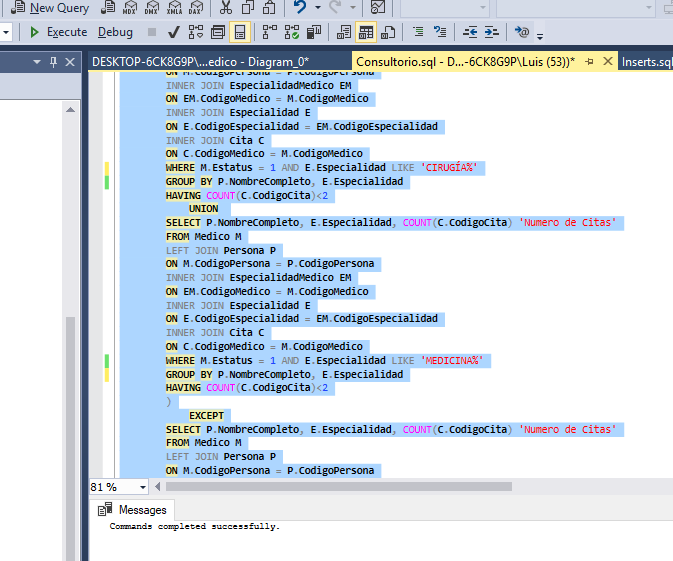 New Query MDX DMX XMLA DAX
Execute Debug
DESKTOP-6CK8G9P\...edico - Diagram_0* Consultorio.sql - D...-6CK8G9P\Luis (53))* Inserts.sql
ON M.CodigoPersona = P.CodigoPersona
INNER JOIN EspecialidadMedico EM
ON EM.CodigoMedico = M.CodigoMedico
INNER JOIN Especialidad E
ON E.CodigoEspecialidad = EM.CodigoEspecialidad
INNER JOIN Cita C
ON C.CodigoMedico = M.CodigoMedico
WHERE M.Estatus = 1 AND E.Especialidad LIKE 'CIRUGÍA%'
GROUP BY P.NombreCompleto, E.Especialidad
HAVING COUNT(C.CodigoCita)<2
UNION
SELECT P.NombreCompleto, E.Especialidad, COUNT(C.CodigoCita) 'Numero de Citas'
FROM Medico M
LEFT JOIN Persona P
ON M.CodigoPersona = P.CodigoPersona
INNER JOIN EspecialidadMedico EM
ON EM.CodigoMedico = M.CodigoMedico
INNER JOIN Especialidad E
ON E.CodigoEspecialidad = EM.CodigoEspecialidad
INNER JOIN Cita C
ON C.CodigoMedico = M.CodigoMedico
WHERE M.Estatus = 1 AND E.Especialidad LIKE 'MEDICINA%'
GROUP BY P.NombreCompleto, E.Especialidad
HAVING COUNT(C.CodigoCita)<2
)
EXCEPT
SELECT P.NombreCompleto, E.Especialidad, COUNT(C.CodigoCita) 'Numero de Citas'
FROM Medico M
LEFT JOIN Persona P
ON M.CodigoPersona = P.CodigoPersona
81 %
Messages
Commands completed successfully.